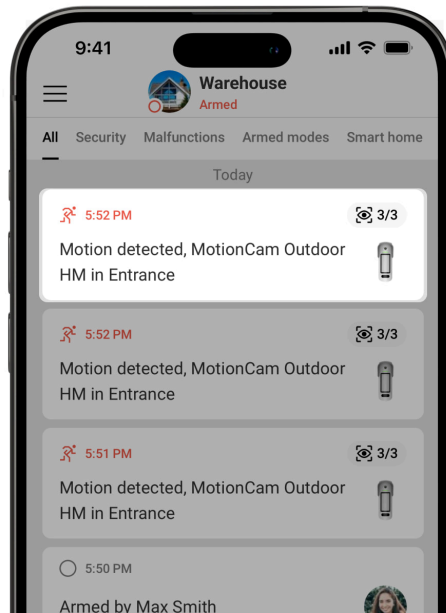 9:41
Warehouse
Armed
All Security Malfunctions Armed modes Smart home
Today
5:52 PM 3/3
Motion detected, MotionCam Outdoor
HM in Entrance
5:52 PM 3/3
Motion detected, MotionCam Outdoor
HM in Entrance
5:51 PM 3/3
Motion detected, MotionCam Outdoor
HM in Entrance
5:50 PM
Armed by Max Smith